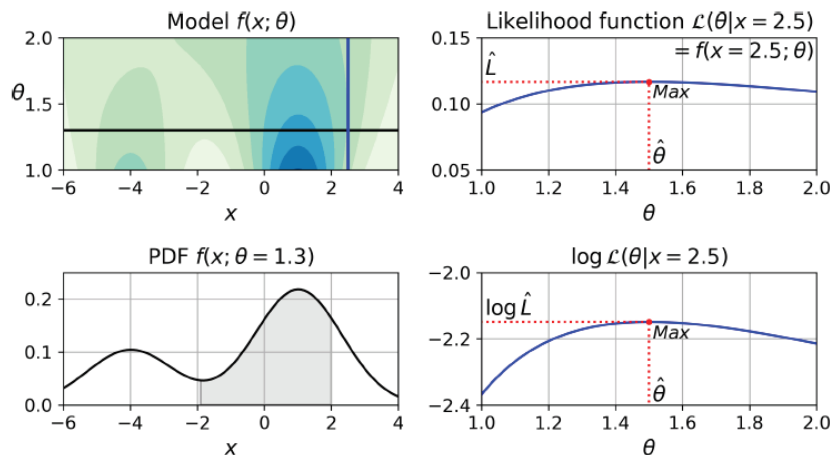 Model f(x; θ)
2.0
1.5
1.0
θ
−6
−4
−2
0
2
4
x
Likelihood function ℒ(θ|x = 2.5)
= f(x = 2.5; θ)
0.15
0.10
0.05
L̂
Max
θ̂
1.0
1.2
1.4
1.6
1.8
2.0
θ
PDF f(x; θ = 1.3)
0.2
0.1
0.0
−6
−4
−2
0
2
4
x
log ℒ(θ|x = 2.5)
−2.0
−2.2
−2.4
log L̂
Max
θ̂
1.0
1.2
1.4
1.6
1.8
2.0
θ